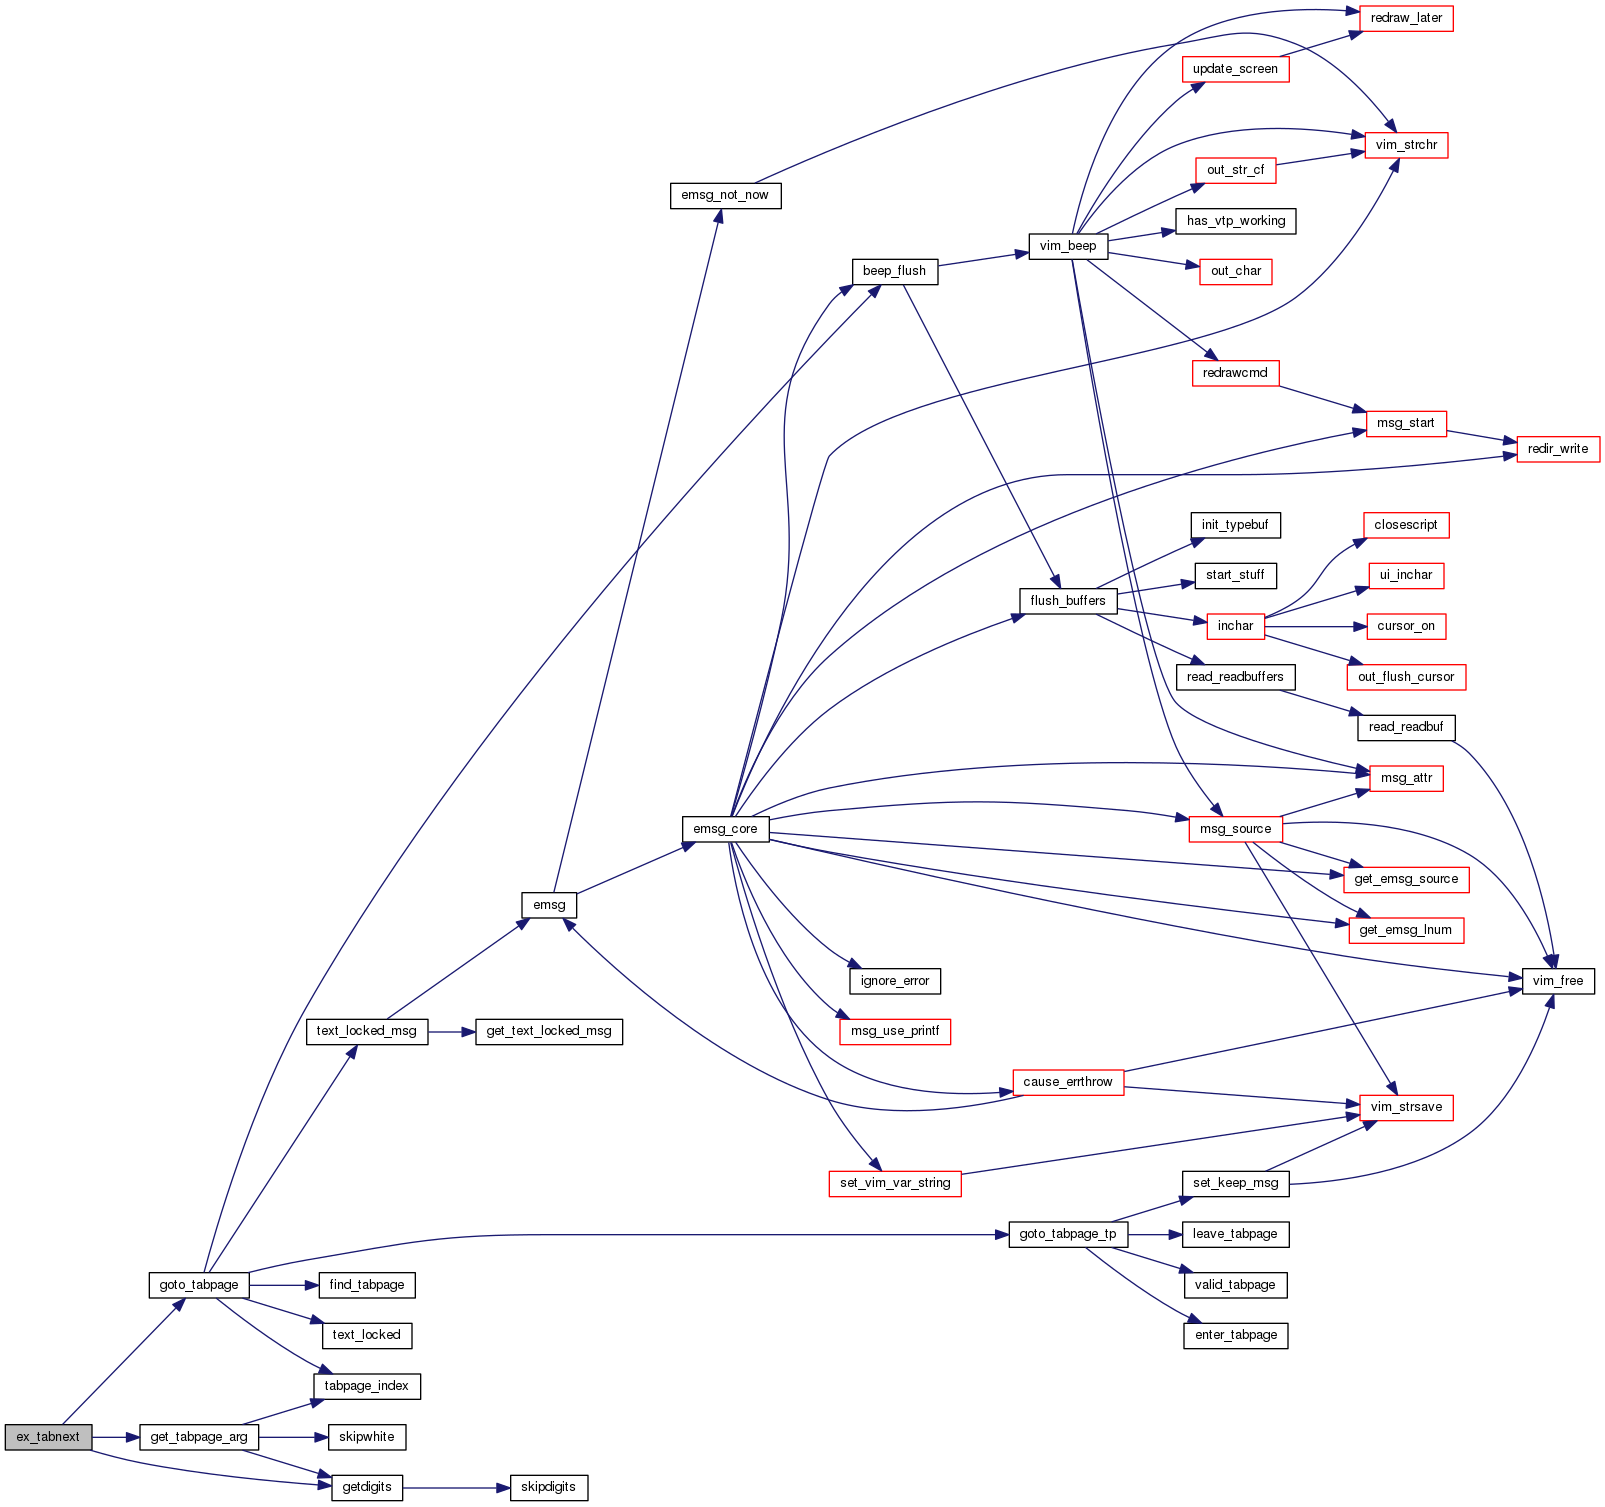 redraw_later
update_screen
vim_strchr
out_str_cf
emsg_not_now
has_vtp_working
vim_beep
beep_flush
out_char
redrawcmd
msg_start
redir_write
init_typebuf
closescript
start_stuff
ui_inchar
flush_buffers
inchar
cursor_on
read_readbuffers
out_flush_cursor
read_readbuf
msg_attr
emsg_core
msg_source
get_emsg_source
emsg
get_emsg_lnum
ignore_error
vim_free
text_locked_msg
get_text_locked_msg
msg_use_printf
cause_errthrow
vim_strsave
set_vim_var_string
set_keep_msg
goto_tabpage_tp
leave_tabpage
goto_tabpage
find_tabpage
valid_tabpage
text_locked
enter_tabpage
tabpage_index
ex_tabnext
get_tabpage_arg
skipwhite
getdigits
skipdigits